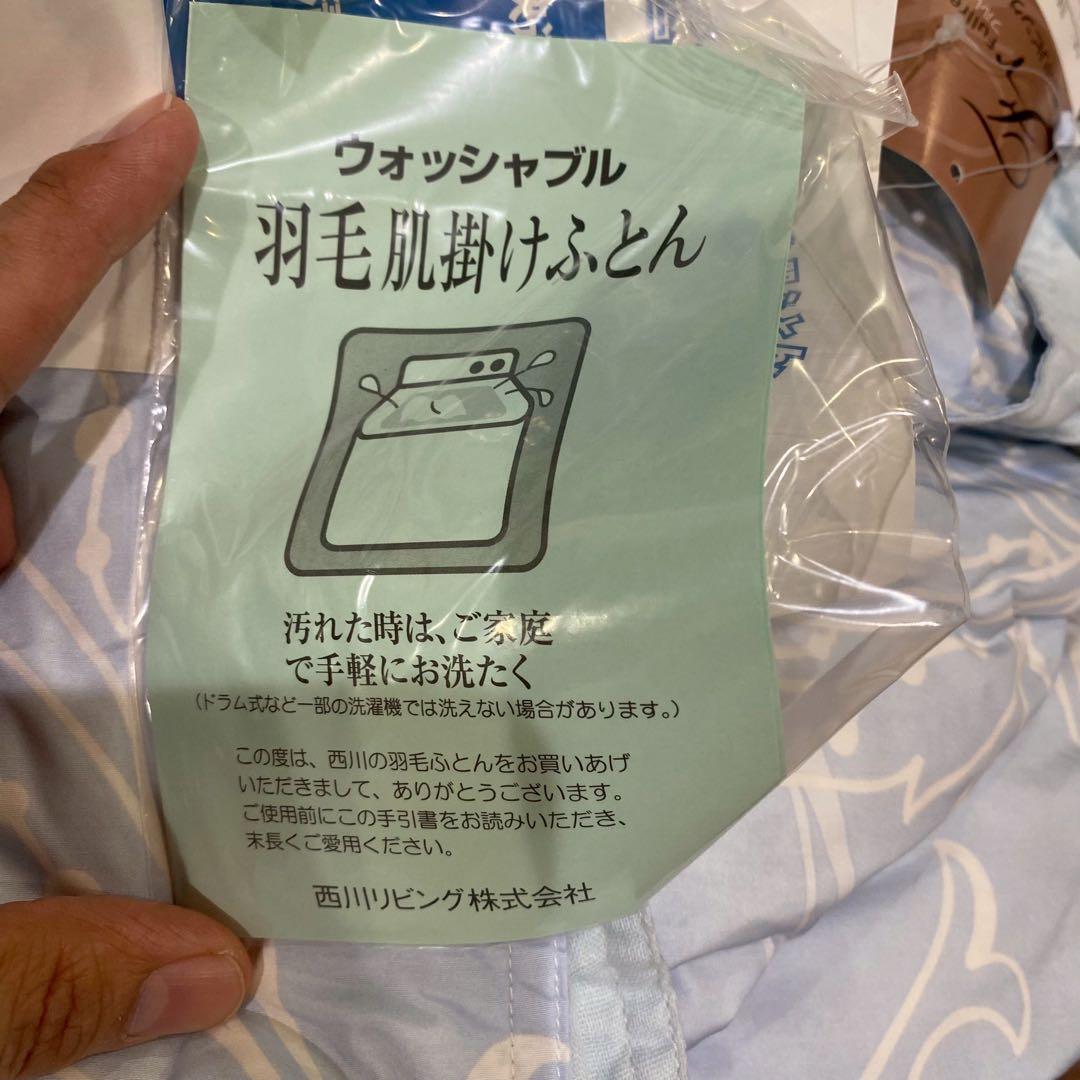 ウォッシャブル
羽毛肌掛けふとん
汚れた時は、ご家庭
で手軽にお洗たく
（ドラム式など一部の洗濯機では洗えない場合があります。）
この度は、西川の羽毛ふとんをお買いあげ
いただきまして、ありがとうございます。
ご使用前にこの手引書をお読みいただき、
末長くご愛用ください。
西川リビング株式会社